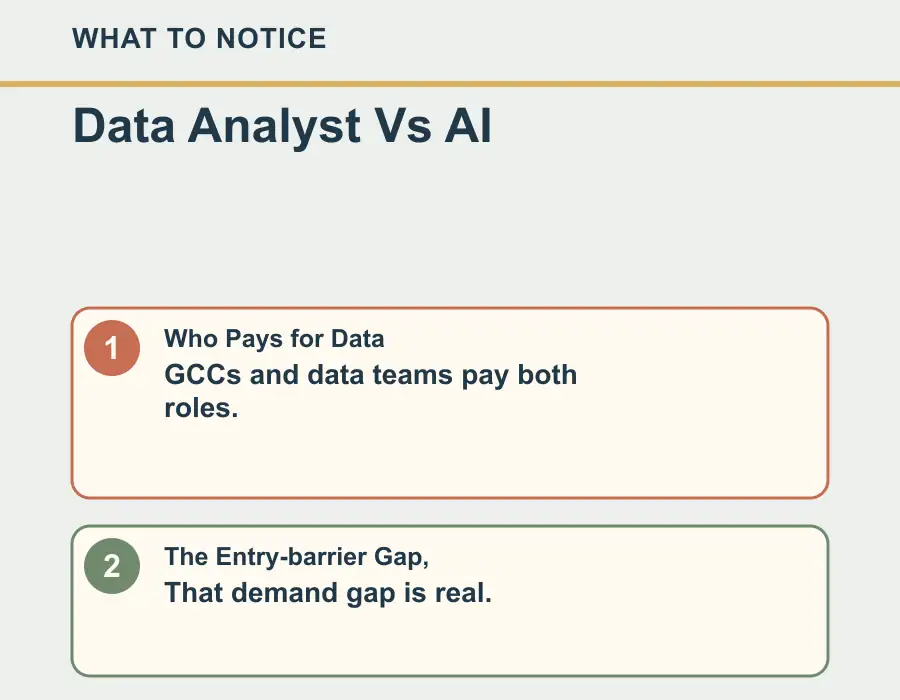 WHAT TO NOTICE
Data Analyst Vs AI
1
Who Pays for Data
GCCs and data teams pay both
roles.
2
The Entry-barrier Gap,
That demand gap is real.